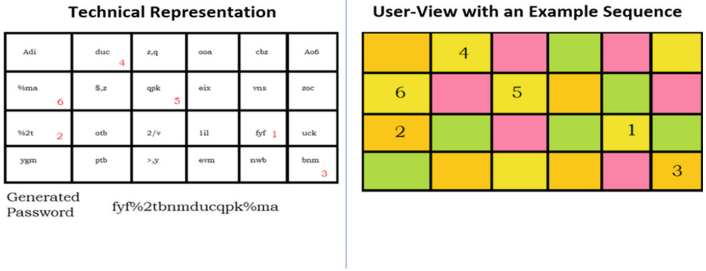 Technical Representation
Adi duc z,q ooa cbz Ao6
4
%ma $,z qpk eix vns zoc
6 5
%2t otb 2/v 1il fyf 1 uck
2
ygm ptb >,y evm nwb bnm
3
Generated
Password fyf%2tbnmducqpk%ma
User-View with an Example Sequence
4
6 5
2 1
3